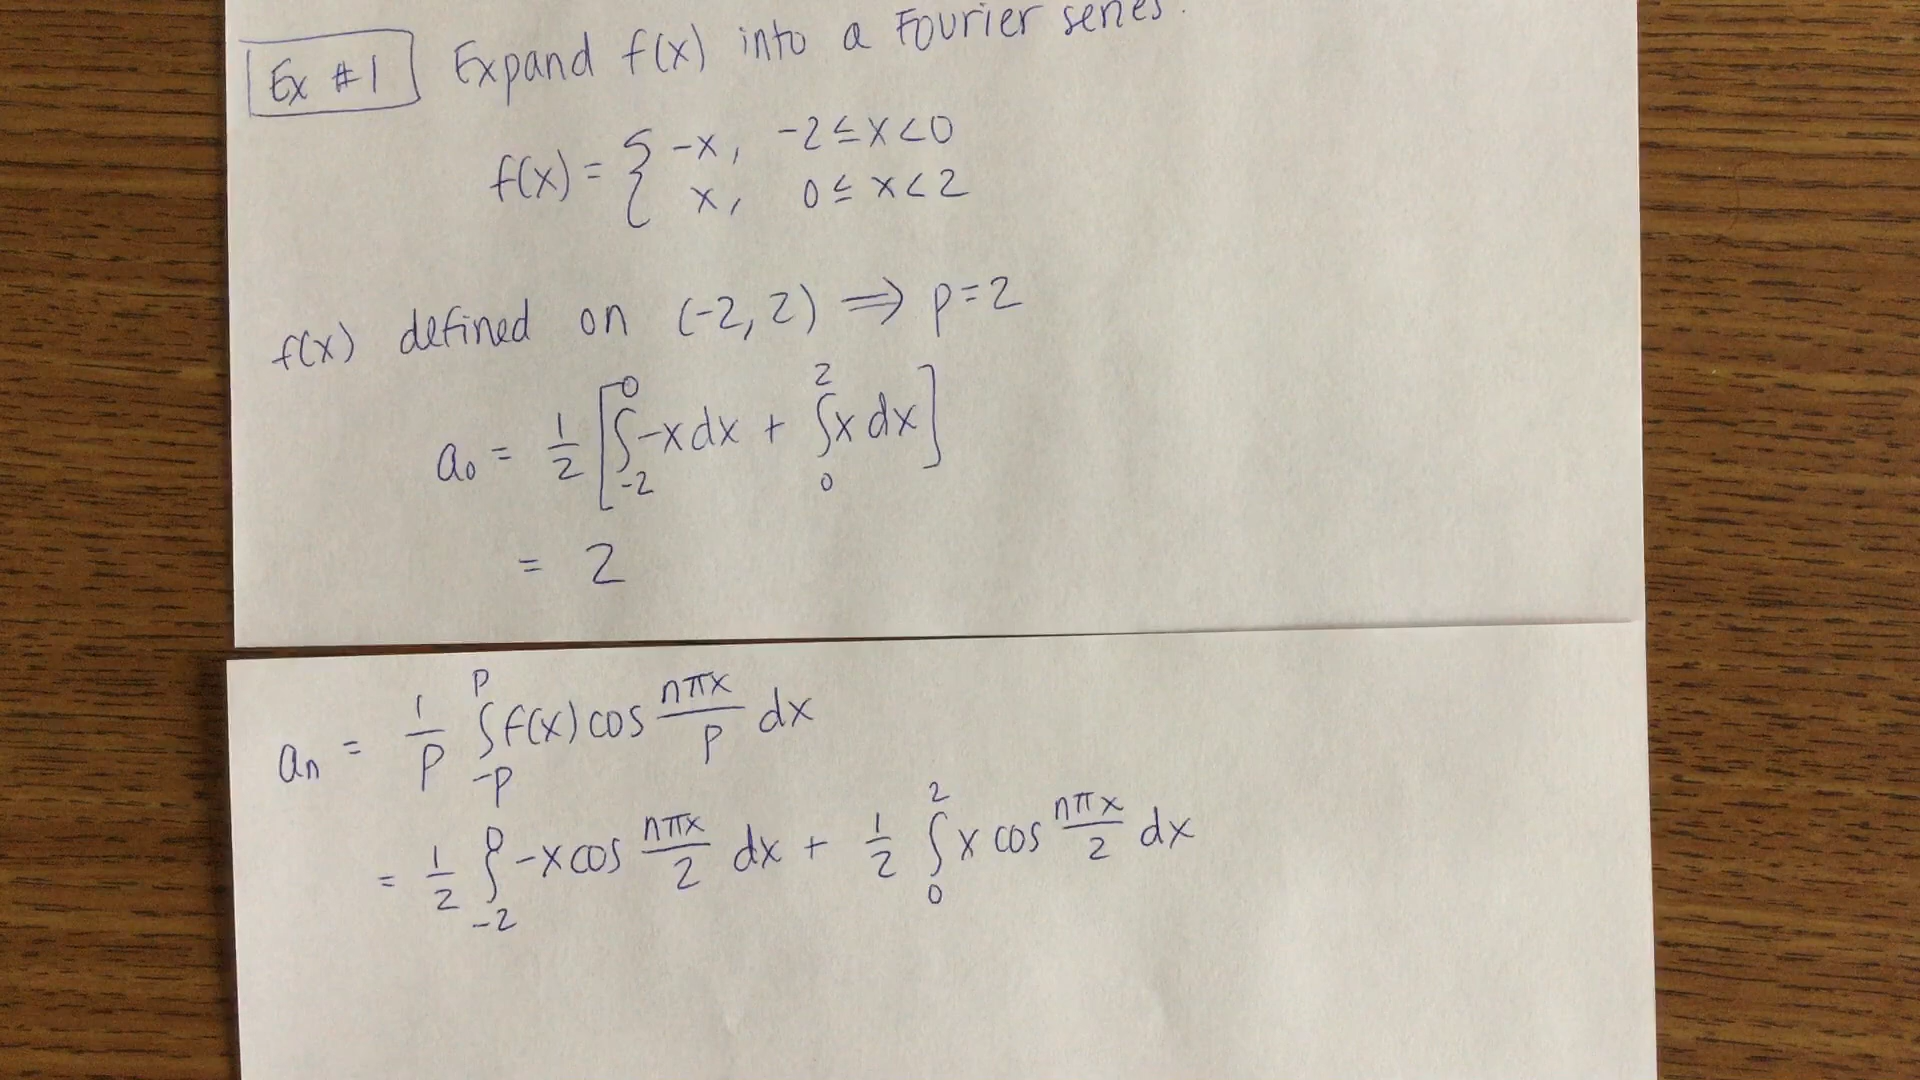 Ex #1 Expand f(x) into a Fourier series.
f(x) = { -x, -2 ≤ x < 0
x, 0 ≤ x < 2
f(x) defined on (-2, 2) ⟹ p = 2
a₀ = 1/2 [∫_{-2}^{0} -x dx + ∫_{0}^{2} x dx]
= 2
aₙ = 1/p ∫_{-p}^{p} f(x) cos nπx/p dx
= 1/2 ∫_{-2}^{0} -x cos nπx/2 dx + 1/2 ∫_{0}^{2} x cos nπx/2 dx